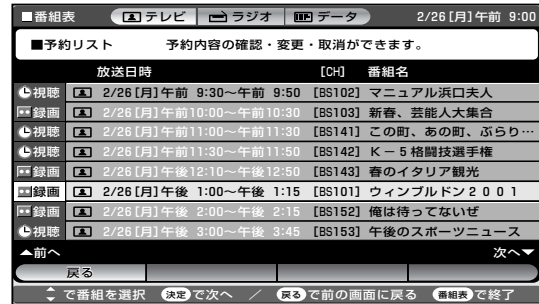 ■番組表 テレビ ラジオ データ 2/26[月]午前 9:00
■予約リスト 予約内容の確認・変更・取消ができます。
放送日時 [CH] 番組名
視聴 2/26[月]午前 9:30〜午前 9:50 [BS102] マニュアル浜口夫人
録画 2/26[月]午前10:00〜午前10:30 [BS103] 新春、芸能人大集合
視聴 2/26[月]午前11:00〜午前11:30 [BS141] この町、あの町、ぶらり…
視聴 2/26[月]午前11:30〜午前11:50 [BS142] K−5格闘技選手権
録画 2/26[月]午後12:10〜午後12:50 [BS143] 春のイタリア観光
録画 2/26[月]午後 1:00〜午後 1:15 [BS101] ウィンブルドン2001
録画 2/26[月]午後 2:00〜午後 2:15 [BS152] 俺は待ってないぜ
視聴 2/26[月]午後 3:00〜午後 3:45 [BS153] 午後のスポーツニュース
▲前へ 次へ▼
戻る
で番組を選択 決定で次へ / 戻るで前の画面に戻る 番組表で終了